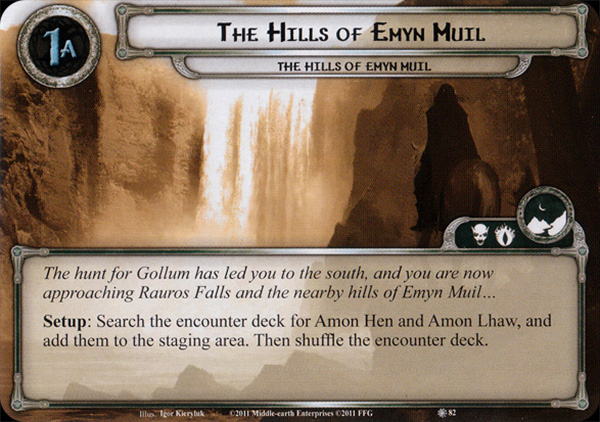 1A
THE HILLS OF EMYN MUIL
THE HILLS OF EMYN MUIL
The hunt for Gollum has led you to the south, and you are now
approaching Rauros Falls and the nearby hills of Emyn Muil…
Setup: Search the encounter deck for Amon Hen and Amon Lhaw, and
add them to the staging area. Then shuffle the encounter deck.
Illus. Igor Kieryluk ©2011 Middle-earth Enterprises ©2011 FFG 82